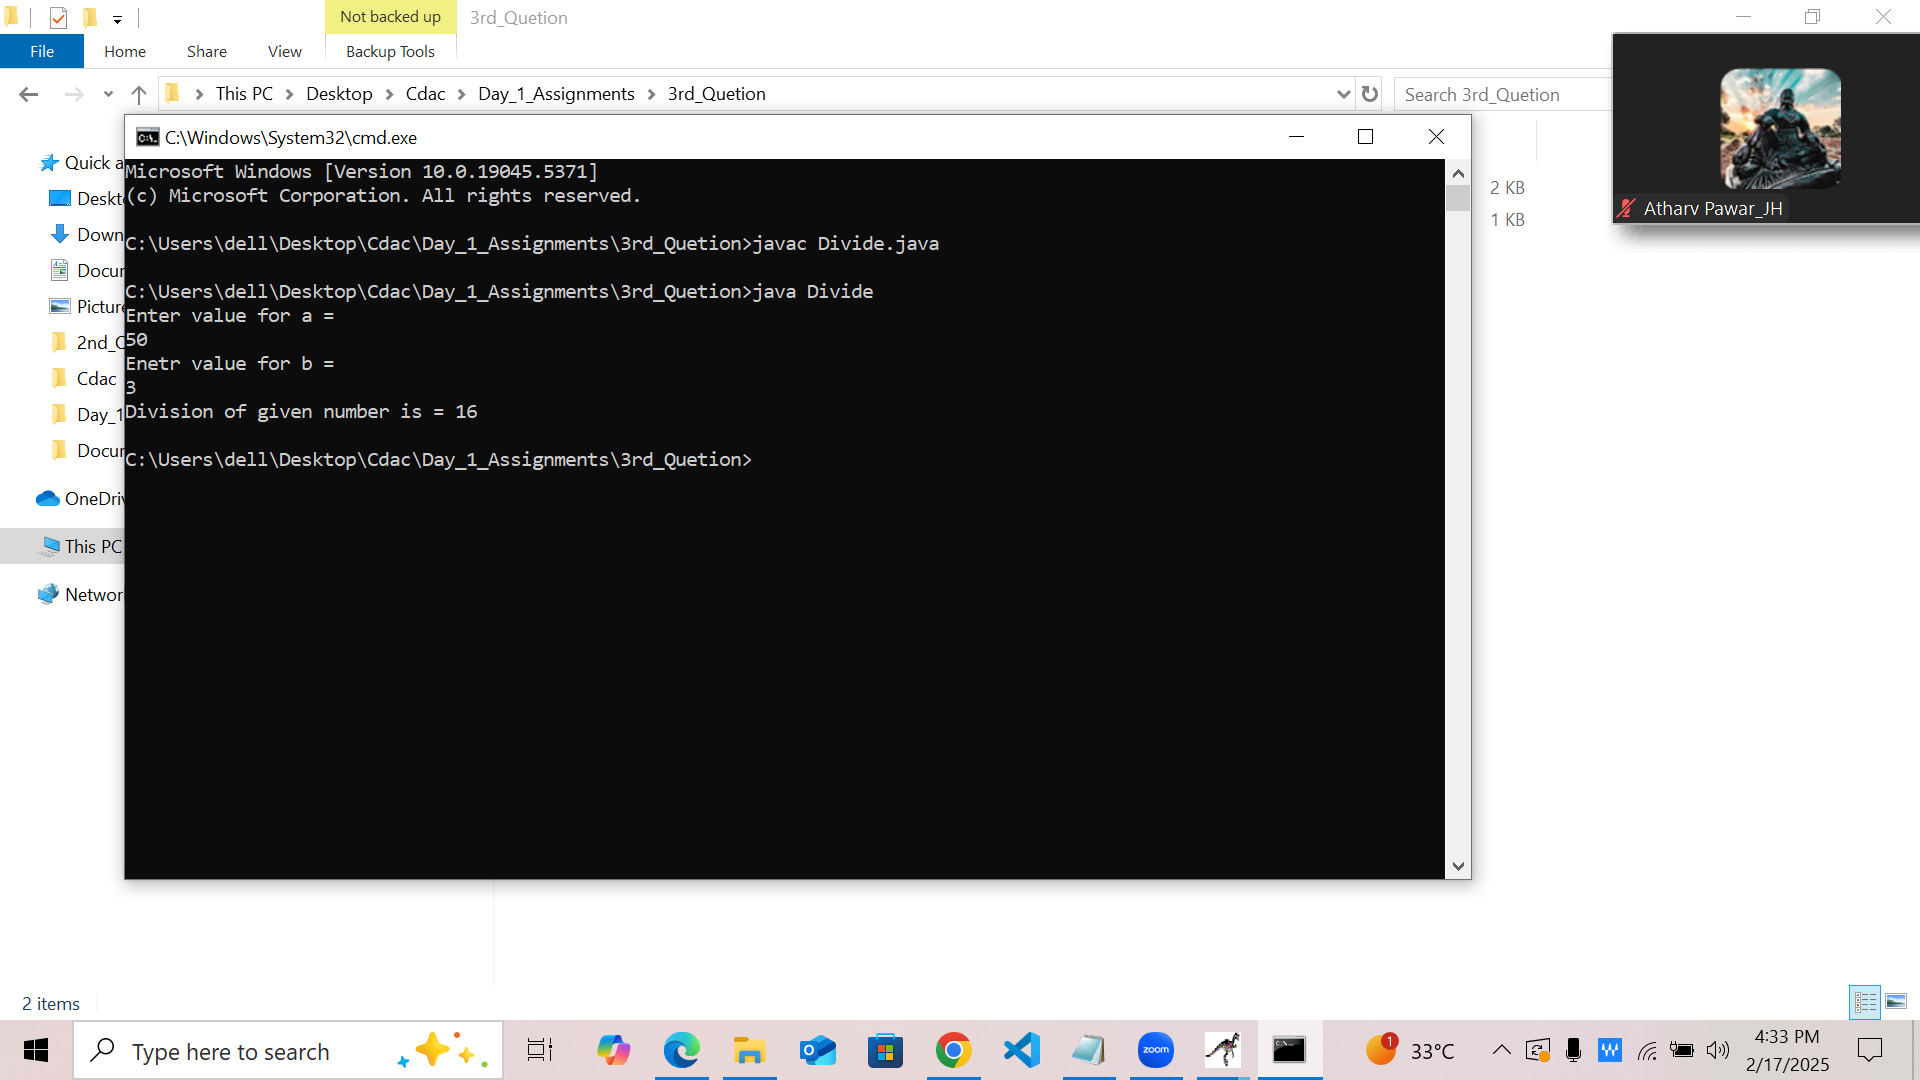 Not backed up
3rd_Quetion
File
Home
Share
View
Backup Tools
This PC
Desktop
Cdac
Day_1_Assignments
3rd_Quetion
Search 3rd_Quetion
C:\Windows\System32\cmd.exe
Microsoft Windows [Version 10.0.19045.5371]
(c) Microsoft Corporation. All rights reserved.
C:\Users\dell\Desktop\Cdac\Day_1_Assignments\3rd_Quetion>javac Divide.java
C:\Users\dell\Desktop\Cdac\Day_1_Assignments\3rd_Quetion>java Divide
Enter value for a =
50
Enetr value for b =
3
Division of given number is = 16
C:\Users\dell\Desktop\Cdac\Day_1_Assignments\3rd_Quetion>
Quick a
Deskt
Down
Docur
Picture
2nd_
Cdac
Day_1
Docur
OneDriv
This PC
Networ
2 KB
1 KB
Atharv Pawar_JH
2 items
Type here to search
zoom
1
33°C
4:33 PM
2/17/2025